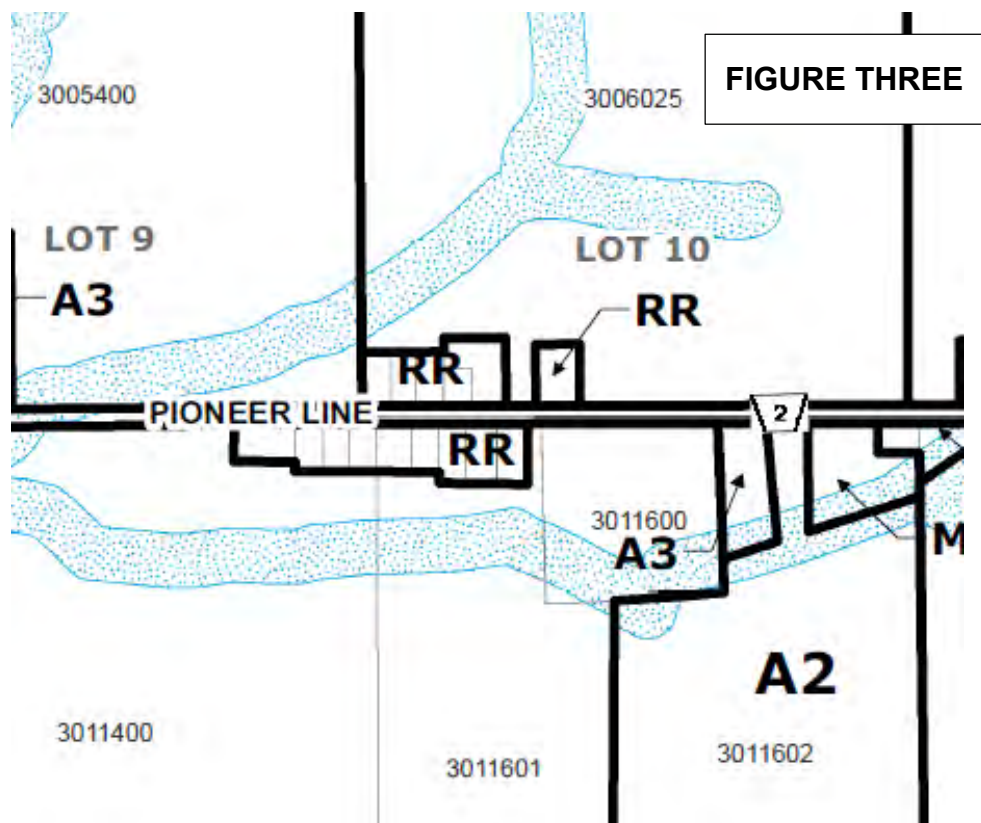 FIGURE THREE
3005400
3006025
LOT 9
LOT 10
A3
RR
RR
PIONEER LINE
2
RR
3011600
A3
M
A2
3011400
3011601
3011602